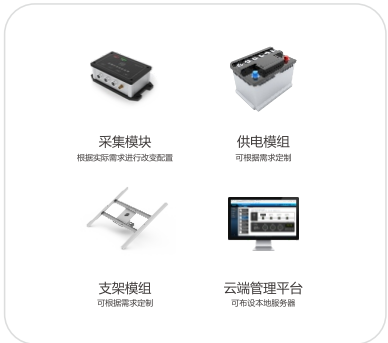 采集模块
根据实际需求进行改变配置
供电模组
可根据需求定制
支架模组
可根据需求定制
云端管理平台
可布设本地服务器